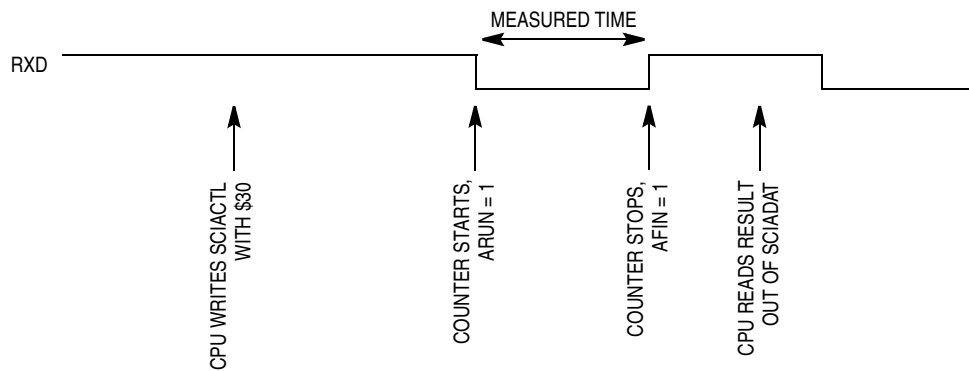 MEASURED TIME
RXD
CPU WRITES SCIACTL
WITH $30
COUNTER STARTS,
ARUN = 1
COUNTER STOPS,
AFIN = 1
CPU READS RESULT
OUT OF SCIADAT